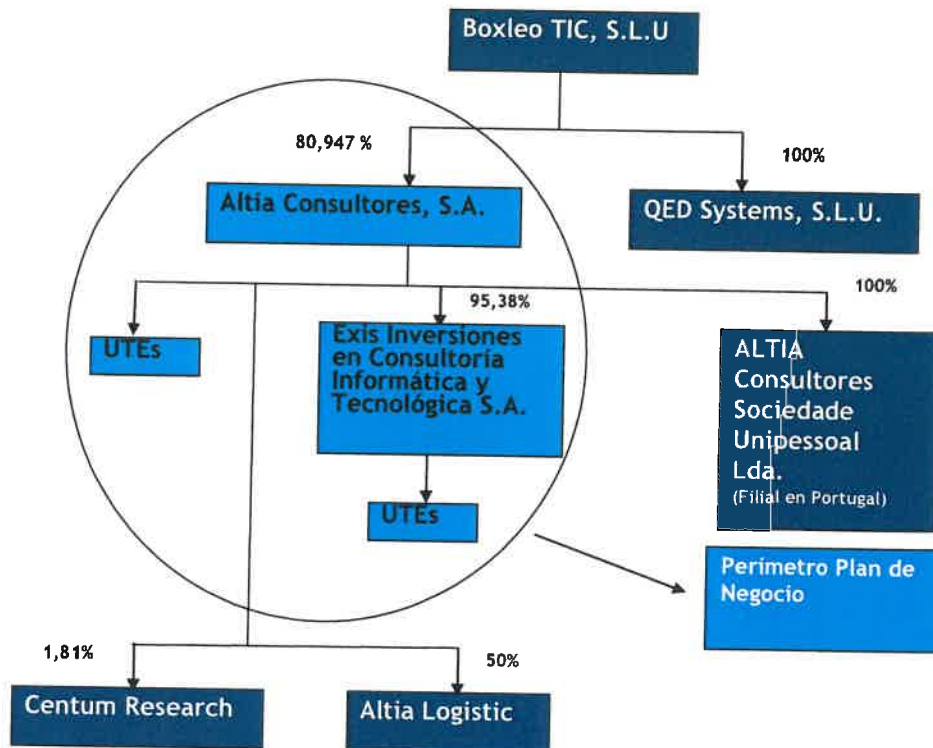 Boxleo TIC, S.L.U
80,947 %
100%
Altia Consultores, S.A.
QED Systems, S.L.U.
95,38%
100%
UTEs
Exis Inversiones
en Consultoría
Informática y
Tecnológica S.A.
ALTIA
Consultores
Sociedade
Unipessoal
Lda.
(Filial en Portugal)
UTEs
Perímetro Plan de
Negocio
1,81%
50%
Centum Research
Altia Logistic